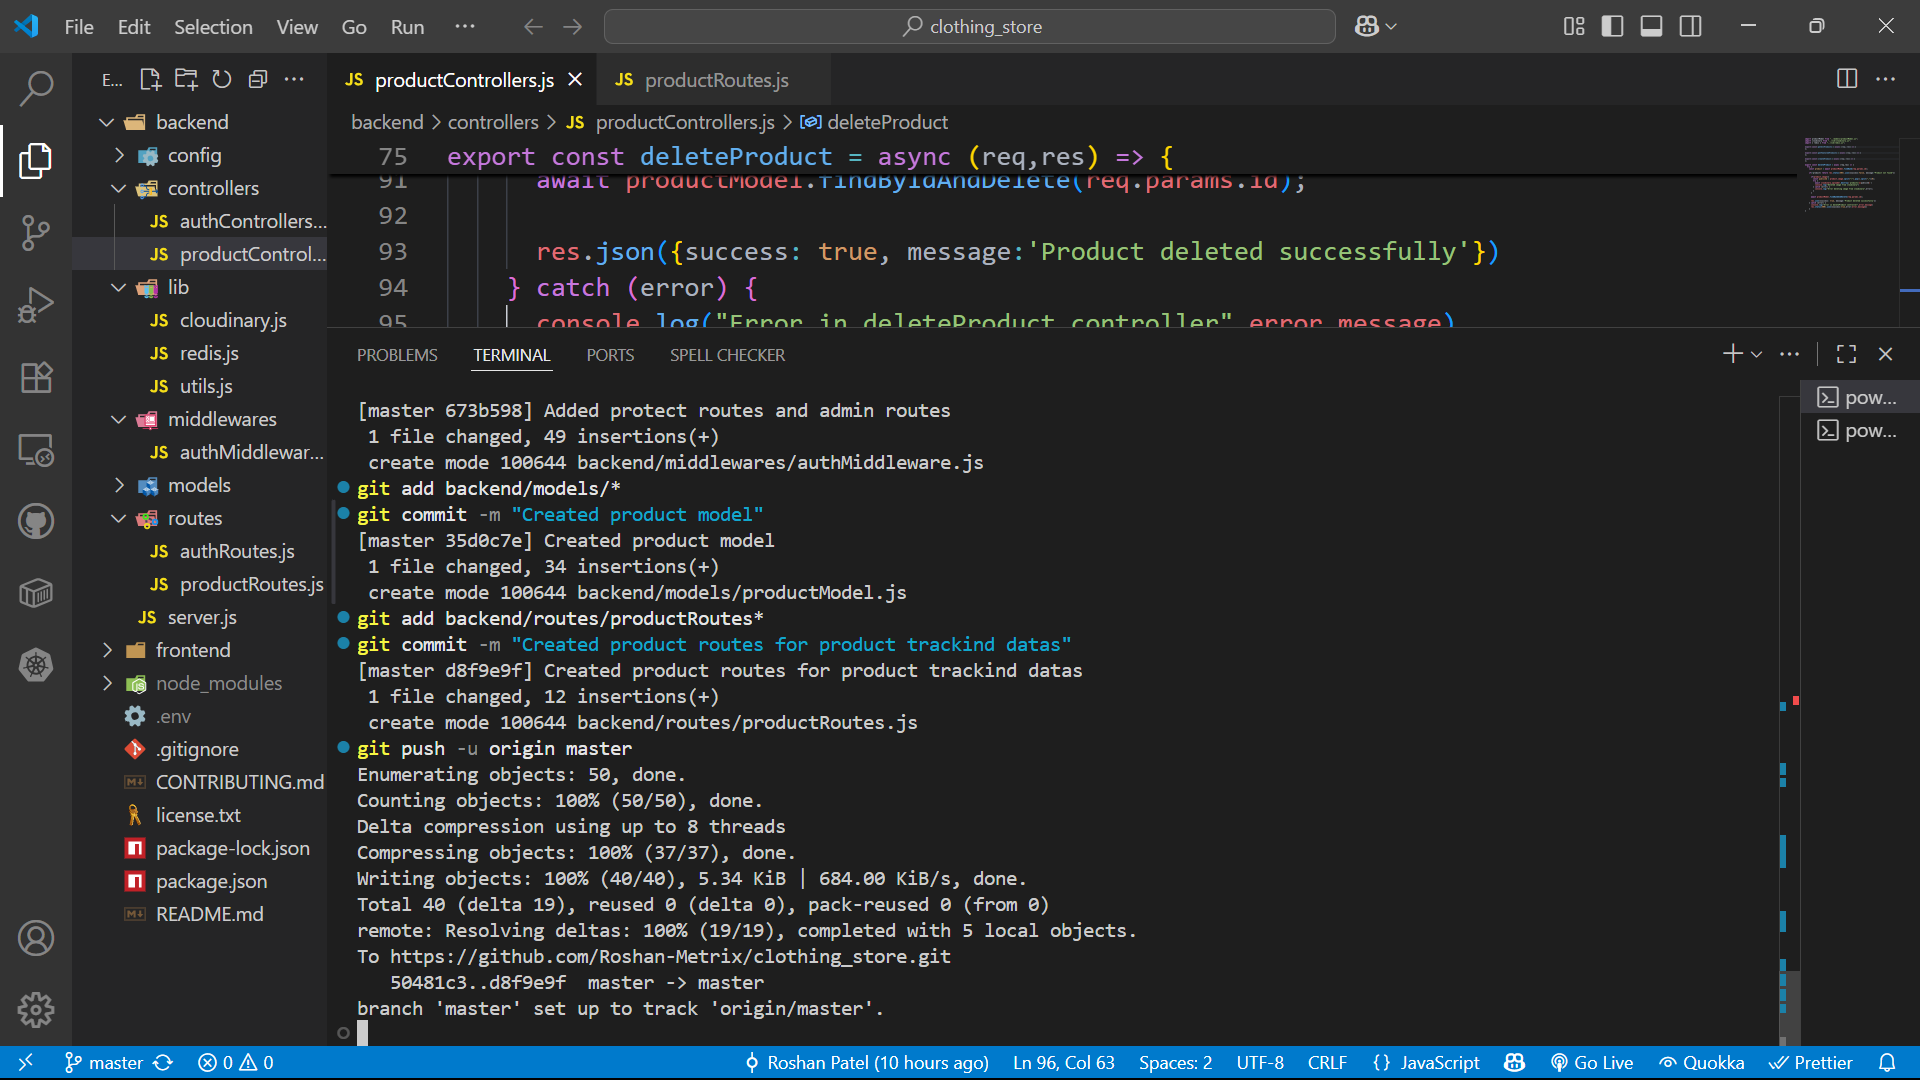 File Edit Selection View Go Run ···
clothing_store
E... ···
productControllers.js
productRoutes.js
backend > controllers > JS productControllers.js > deleteProduct
75 export const deleteProduct = async (req,res) => {
91 await productModel.findByIdAndDelete(req.params.id);
92
93 res.json({success: true, message:'Product deleted successfully'})
94 } catch (error) {
95 console.log("Error in deleteProduct controller",error.message)
backend
config
controllers
JS authControllers...
JS productControl...
lib
JS cloudinary.js
JS redis.js
JS utils.js
middlewares
JS authMiddlewar...
models
routes
JS authRoutes.js
JS productRoutes.js
JS server.js
frontend
node_modules
.env
.gitignore
CONTRIBUTING.md
license.txt
package-lock.json
package.json
README.md
PROBLEMS TERMINAL PORTS SPELL CHECKER
pow...
pow...
[master 673b598] Added protect routes and admin routes
1 file changed, 49 insertions(+)
create mode 100644 backend/middlewares/authMiddleware.js
git add backend/models/*
git commit -m "Created product model"
[master 35d0c7e] Created product model
1 file changed, 34 insertions(+)
create mode 100644 backend/models/productModel.js
git add backend/routes/productRoutes*
git commit -m "Created product routes for product trackind datas"
[master d8f9e9f] Created product routes for product trackind datas
1 file changed, 12 insertions(+)
create mode 100644 backend/routes/productRoutes.js
git push -u origin master
Enumerating objects: 50, done.
Counting objects: 100% (50/50), done.
Delta compression using up to 8 threads
Compressing objects: 100% (37/37), done.
Writing objects: 100% (40/40), 5.34 KiB | 684.00 KiB/s, done.
Total 40 (delta 19), reused 0 (delta 0), pack-reused 0 (from 0)
remote: Resolving deltas: 100% (19/19), completed with 5 local objects.
To https://github.com/Roshan-Metrix/clothing_store.git
50481c3..d8f9e9f master -> master
branch 'master' set up to track 'origin/master'.
master 0 0 Roshan Patel (10 hours ago) Ln 96, Col 63 Spaces: 2 UTF-8 CRLF {} JavaScript Go Live Quokka Prettier